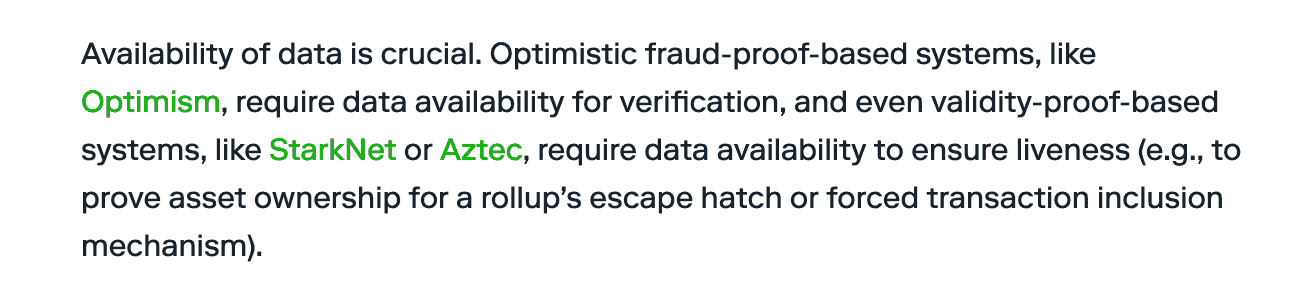 Availability of data is crucial. Optimistic fraud-proof-based systems, like
Optimism, require data availability for verification, and even validity-proof-based
systems, like StarkNet or Aztec, require data availability to ensure liveness (e.g., to
prove asset ownership for a rollup’s escape hatch or forced transaction inclusion
mechanism).